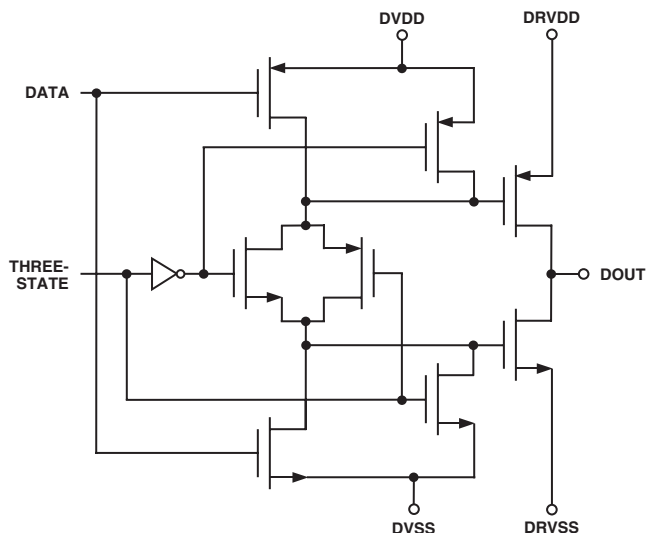 DVDD
DRVDD
DATA
THREE-
STATE
DOUT
DVSS
DRVSS